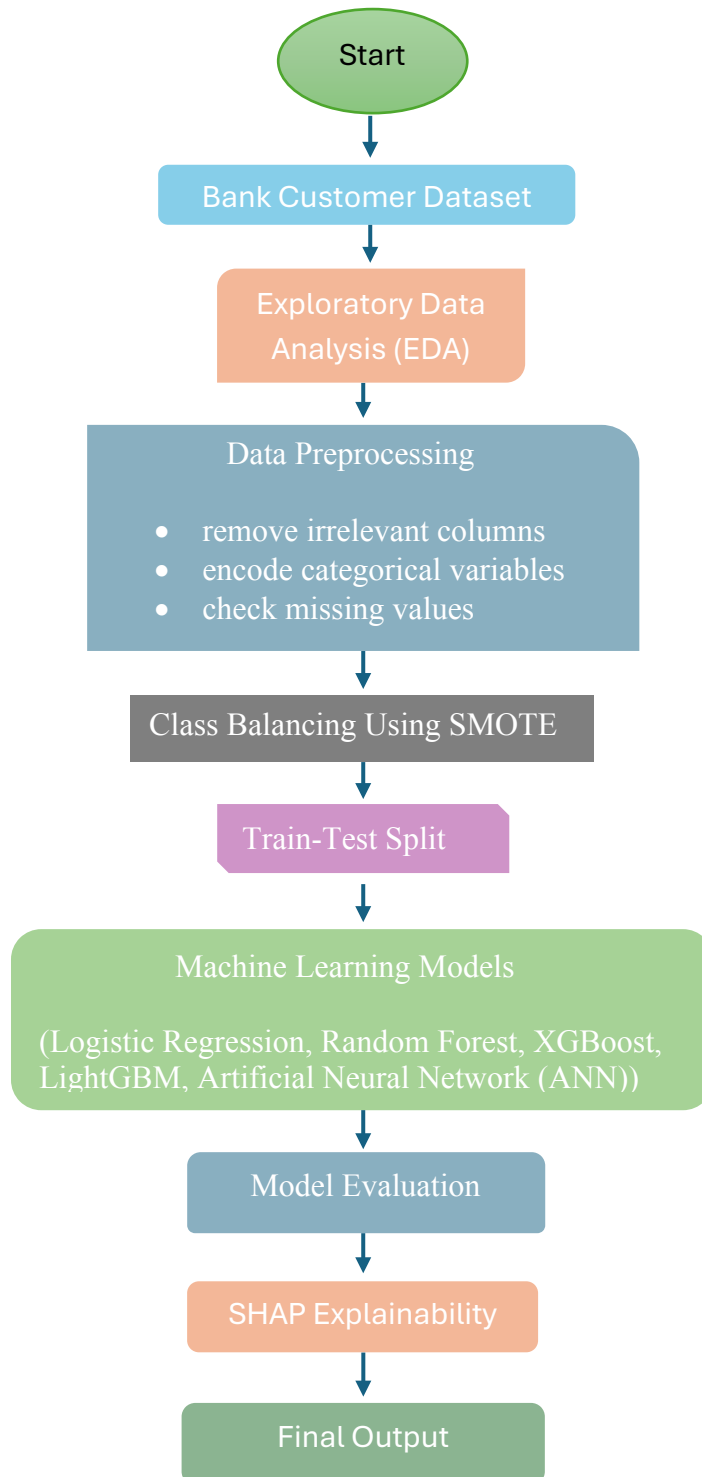 Start
Bank Customer Dataset
Exploratory Data
Analysis (EDA)
Data Preprocessing
• remove irrelevant columns
• encode categorical variables
• check missing values
Class Balancing Using SMOTE
Train-Test Split
Machine Learning Models
(Logistic Regression, Random Forest, XGBoost,
LightGBM, Artificial Neural Network (ANN))
Model Evaluation
SHAP Explainability
Final Output